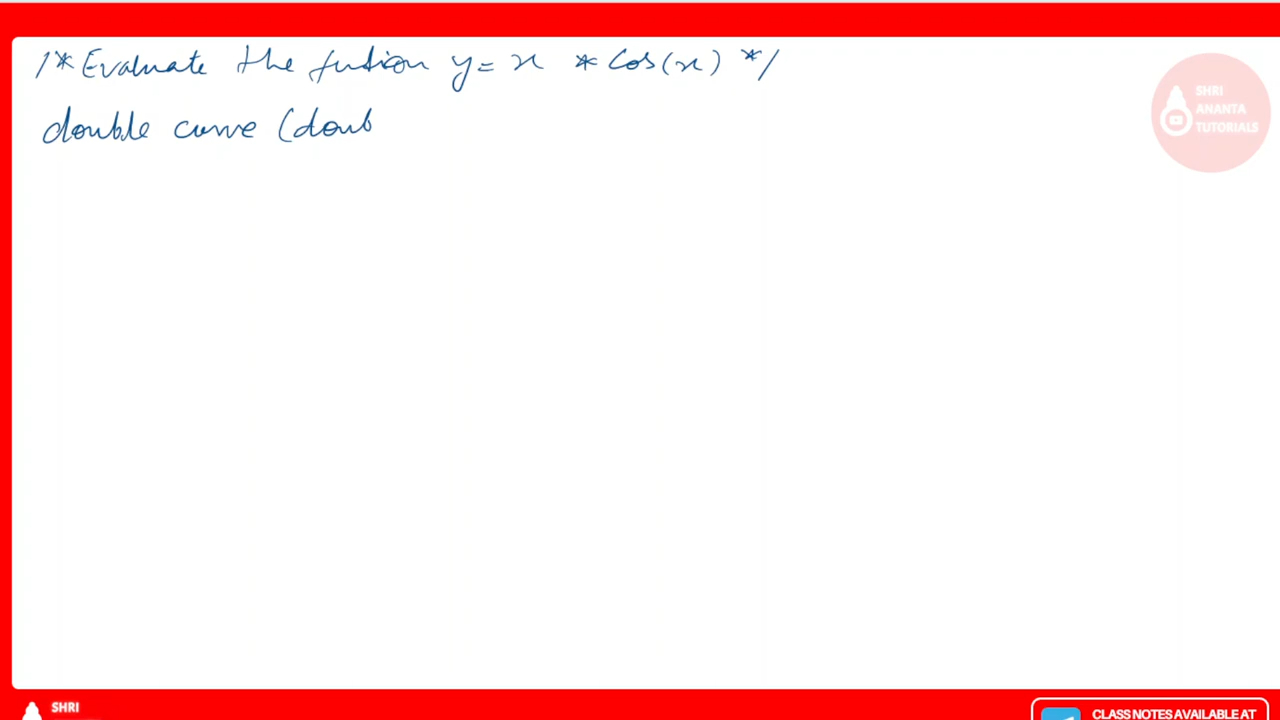 /* Evaluate the funtion y = x * Cos(x) */
double curve (doub
SHRI
ANANTA
TUTORIALS
SHRI
CLASS NOTES AVAILABLE AT